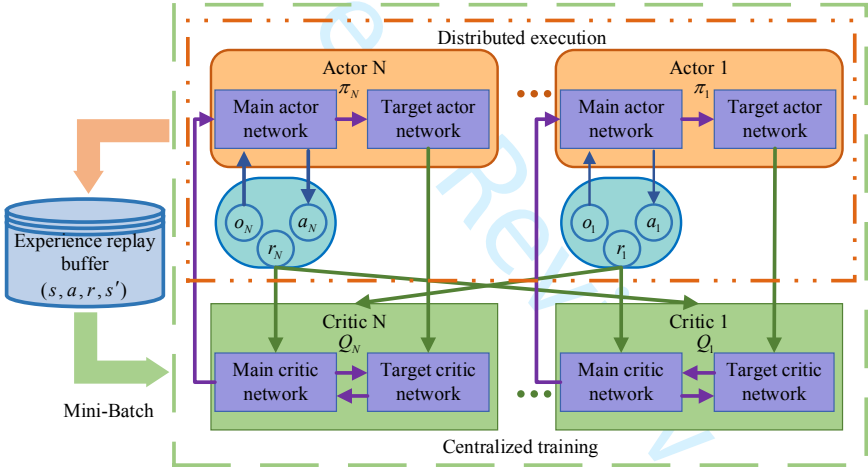 Distributed execution
Actor N
π_N
Main actor
network
Target actor
network
Actor 1
π_1
Main actor
network
Target actor
network
o_N
a_N
r_N
o_1
a_1
r_1
Experience replay
buffer
(s, a, r, s′)
Mini-Batch
Critic N
Q_N
Main critic
network
Target critic
network
Critic 1
Q_1
Main critic
network
Target critic
network
Centralized training